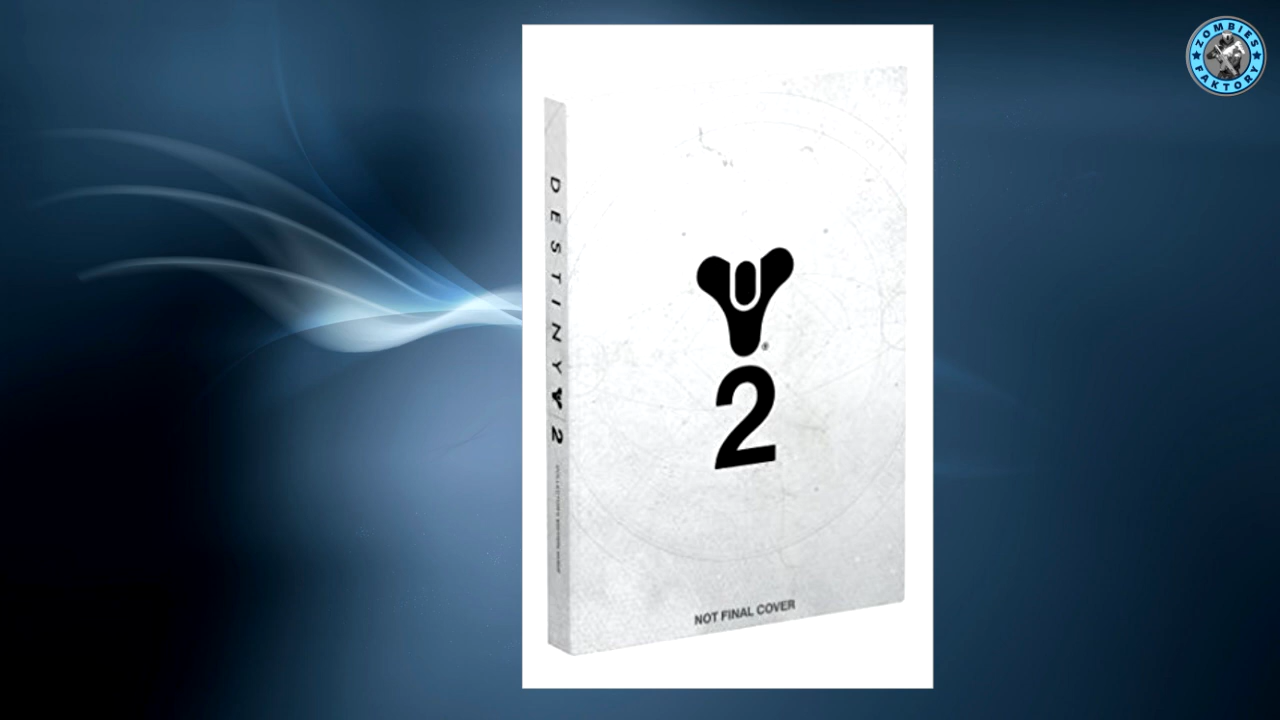 ZOMBIES
FAKTORY
DESTINY 2
2
®
NOT FINAL COVER